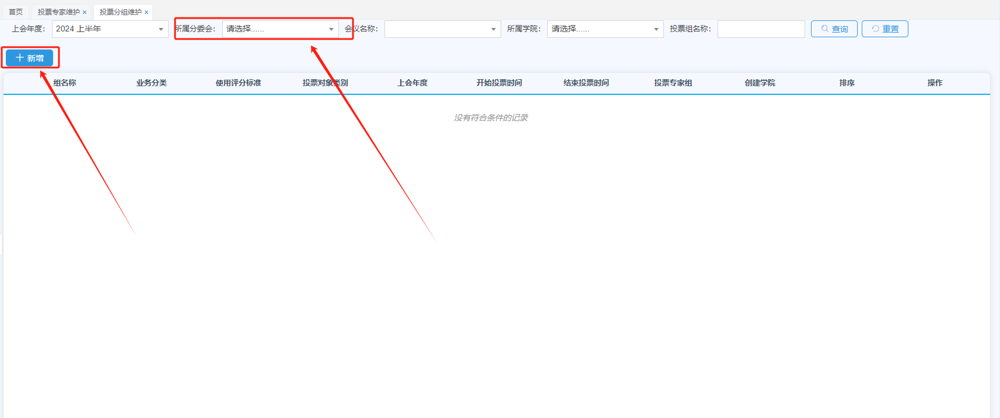 首页 投票专家维护 × 投票分组维护 ×
上会年度： 2024 上半年 所属分委会： 请选择...... 会议名称： 所属学院： 请选择...... 投票组名称： 查询 重置
新增
组名称 业务分类 使用评分标准 投票对象类别 上会年度 开始投票时间 结束投票时间 投票专家组 创建学院 排序 操作
没有符合条件的记录